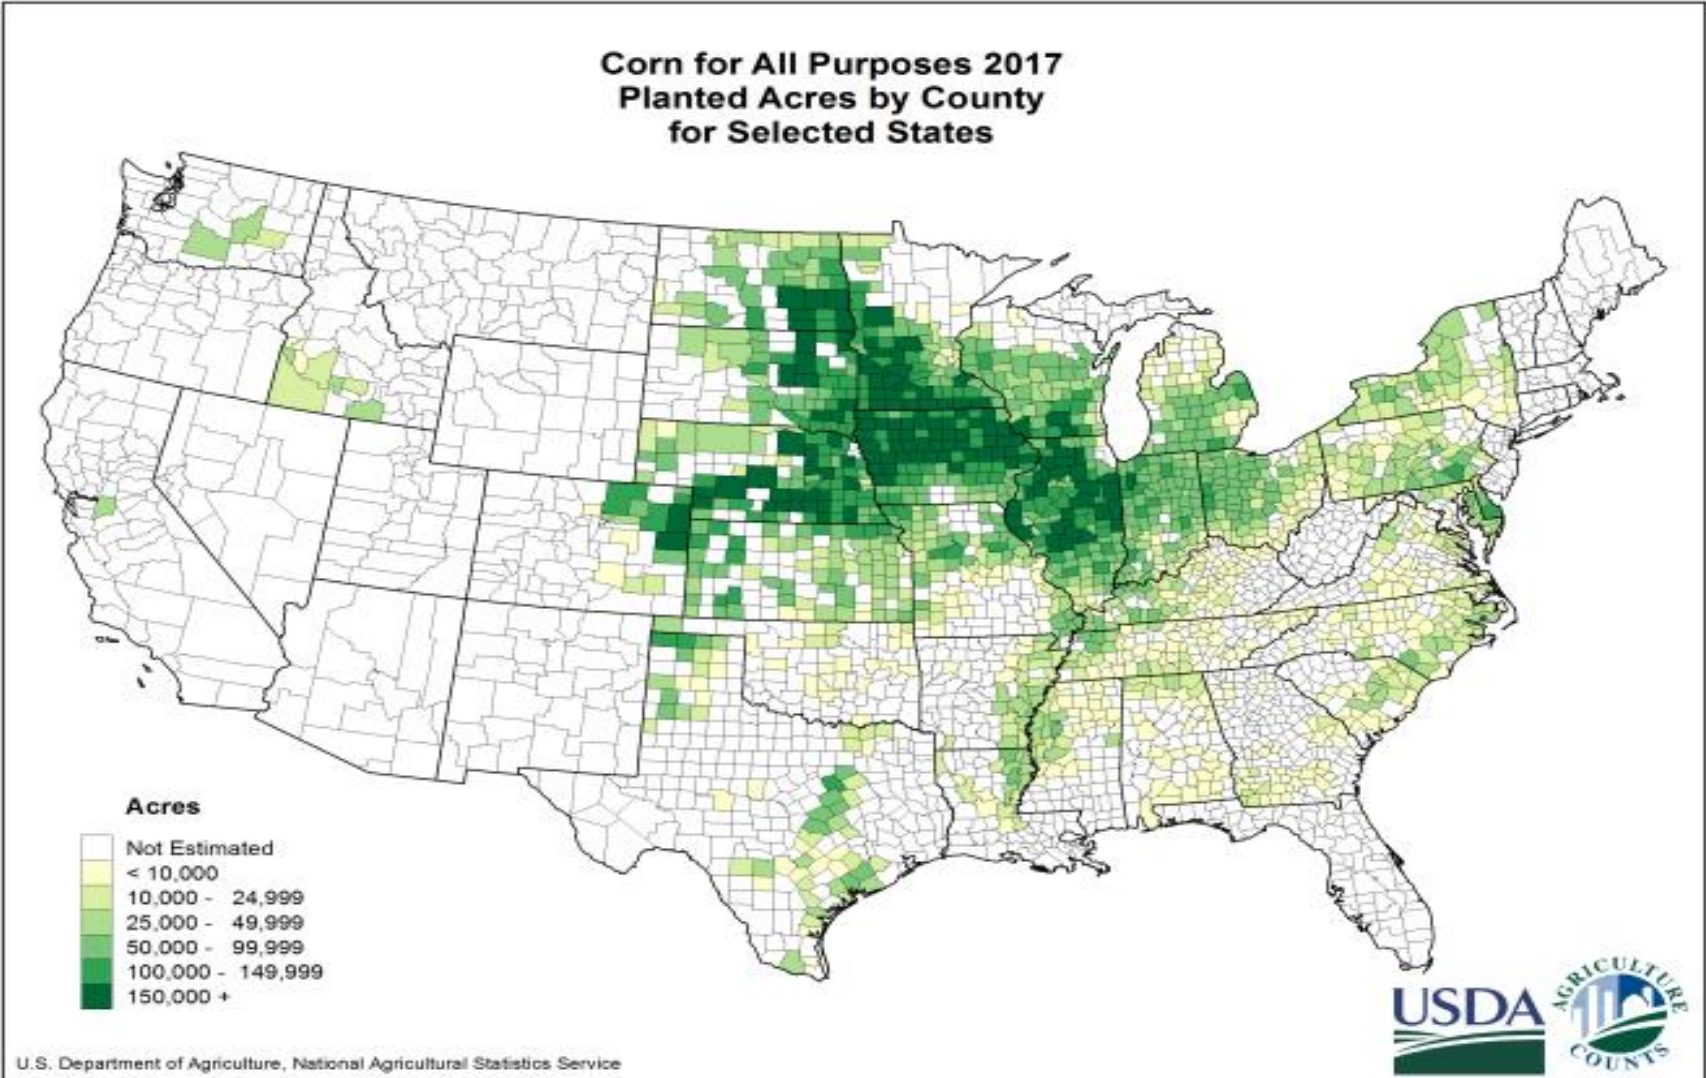 Corn for All Purposes 2017
Planted Acres by County
for Selected States
Acres
Not Estimated
< 10,000
10,000 - 24,999
25,000 - 49,999
50,000 - 99,999
100,000 - 149,999
150,000 +
USDA
AGRICULTURE
COUNTS
U.S. Department of Agriculture, National Agricultural Statistics Service